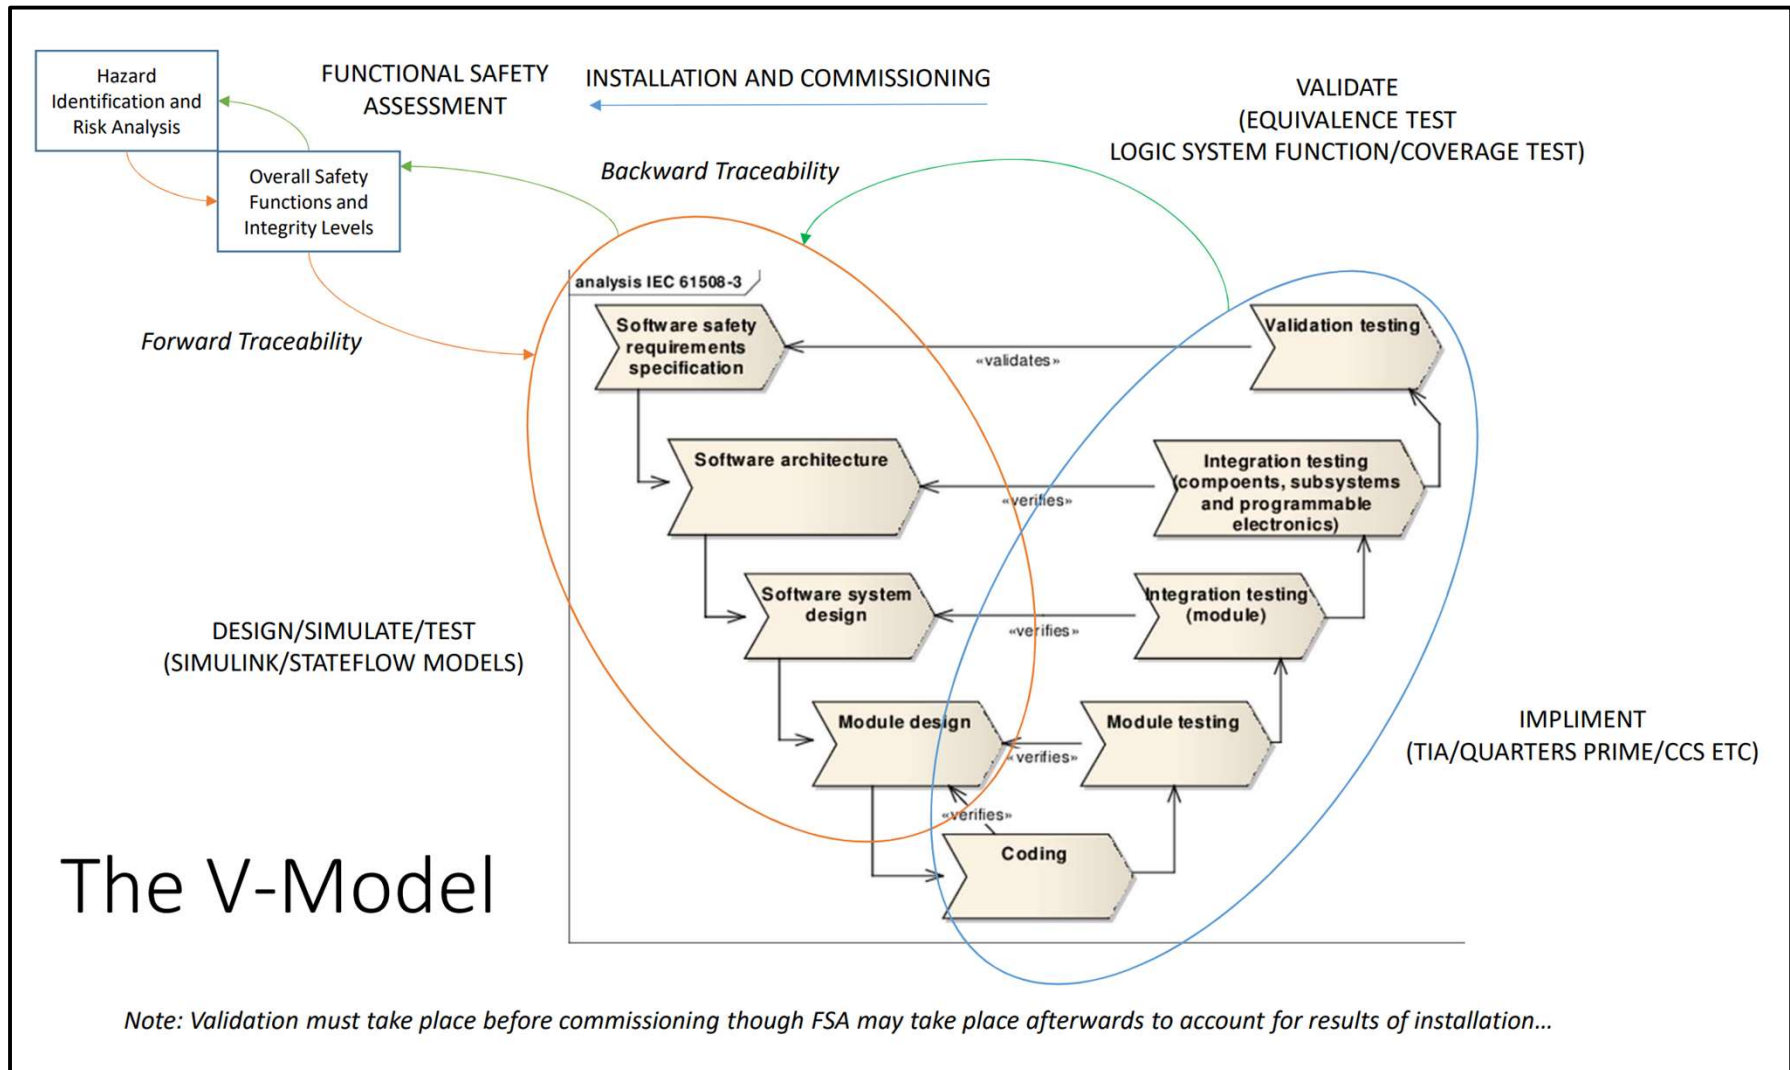 Hazard
Identification and
Risk Analysis
FUNCTIONAL SAFETY
ASSESSMENT
INSTALLATION AND COMMISSIONING
VALIDATE
(EQUIVALENCE TEST
LOGIC SYSTEM FUNCTION/COVERAGE TEST)
Overall Safety
Functions and
Integrity Levels
Backward Traceability
Forward Traceability
analysis IEC 61508-3
Software safety
requirements
specification
«validates»
Validation testing
Software architecture
«verifies»
Integration testing
(compoents, subsystems
and programmable
electronics)
Software system
design
«verifies»
Integration testing
(module)
DESIGN/SIMULATE/TEST
(SIMULINK/STATEFLOW MODELS)
Module design
«verifies»
Module testing
IMPLIMENT
(TIA/QUARTERS PRIME/CCS ETC)
«verifies»
Coding
The V-Model
Note: Validation must take place before commissioning though FSA may take place afterwards to account for results of installation…